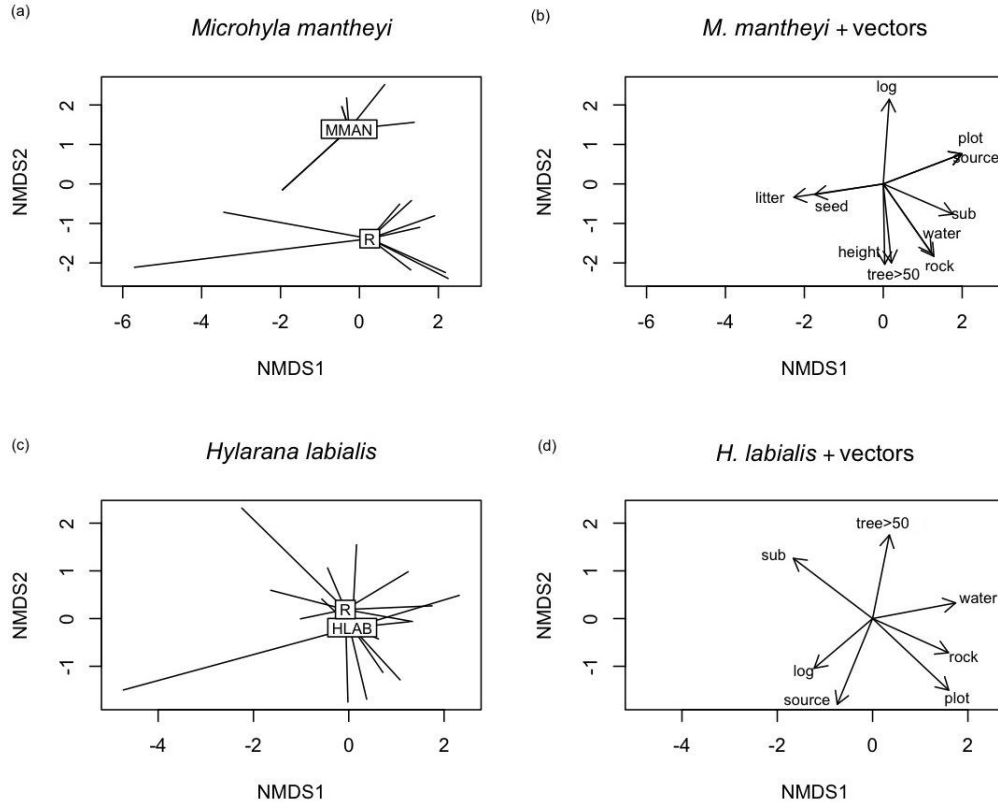 (a)
Microhyla mantheyi
NMDS2
2
1
0
-1
-2
MMAN
R
-6
-4
-2
0
2
NMDS1
(b)
M. mantheyi + vectors
NMDS2
2
1
0
-1
-2
log
plot
source
litter
seed
sub
water
height
rock
tree>50
-6
-4
-2
0
2
NMDS1
(c)
Hylarana labialis
NMDS2
2
1
0
-1
R
HLAB
-4
-2
0
2
NMDS1
(d)
H. labialis + vectors
NMDS2
2
1
0
-1
tree>50
sub
water
rock
log
source
plot
-4
-2
0
2
NMDS1